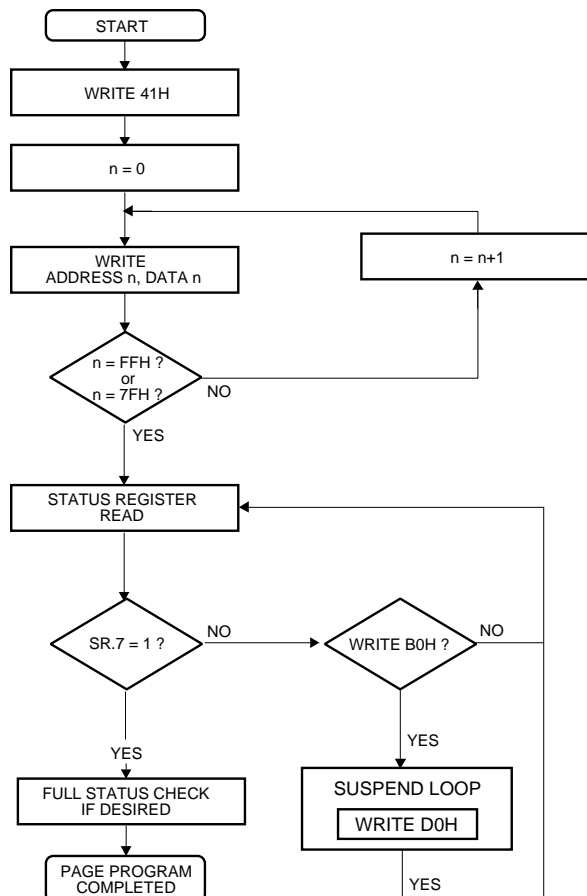 START
WRITE 41H
n = 0
WRITE
ADDRESS n, DATA n
n = n+1
n = FFH ?
or
n = 7FH ?
NO
YES
STATUS REGISTER
READ
SR.7 = 1 ?
NO
WRITE B0H ?
NO
YES
YES
FULL STATUS CHECK
IF DESIRED
SUSPEND LOOP
WRITE D0H
YES
PAGE PROGRAM
COMPLETED